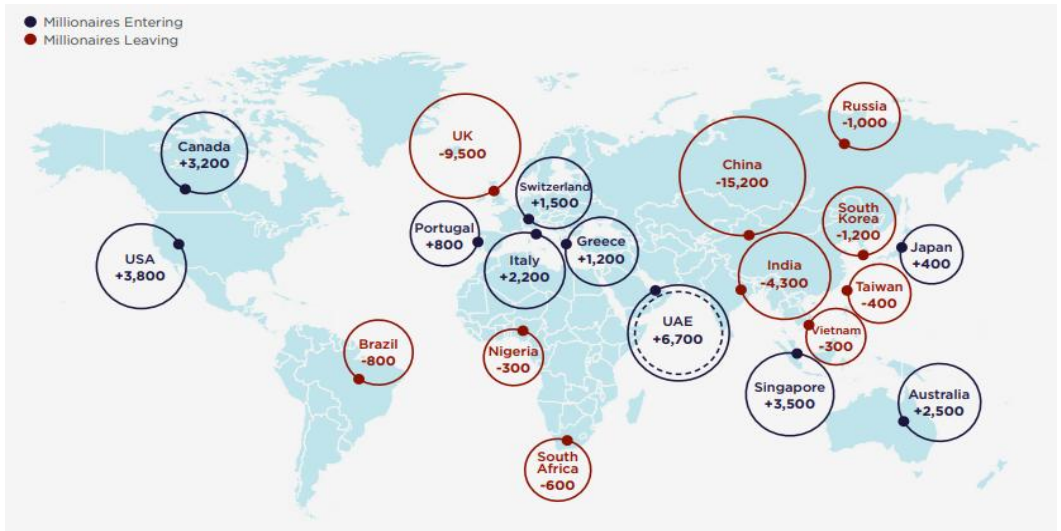 Millionaires Entering
Millionaires Leaving
Canada
+3,200
USA
+3,800
Brazil
-800
UK
-9,500
Portugal
+800
Switzerland
+1,500
Italy
+2,200
Greece
+1,200
Nigeria
-300
South
Africa
-600
UAE
+6,700
Russia
-1,000
China
-15,200
South
Korea
-1,200
Japan
+400
India
-4,300
Taiwan
-400
Vietnam
-300
Singapore
+3,500
Australia
+2,500